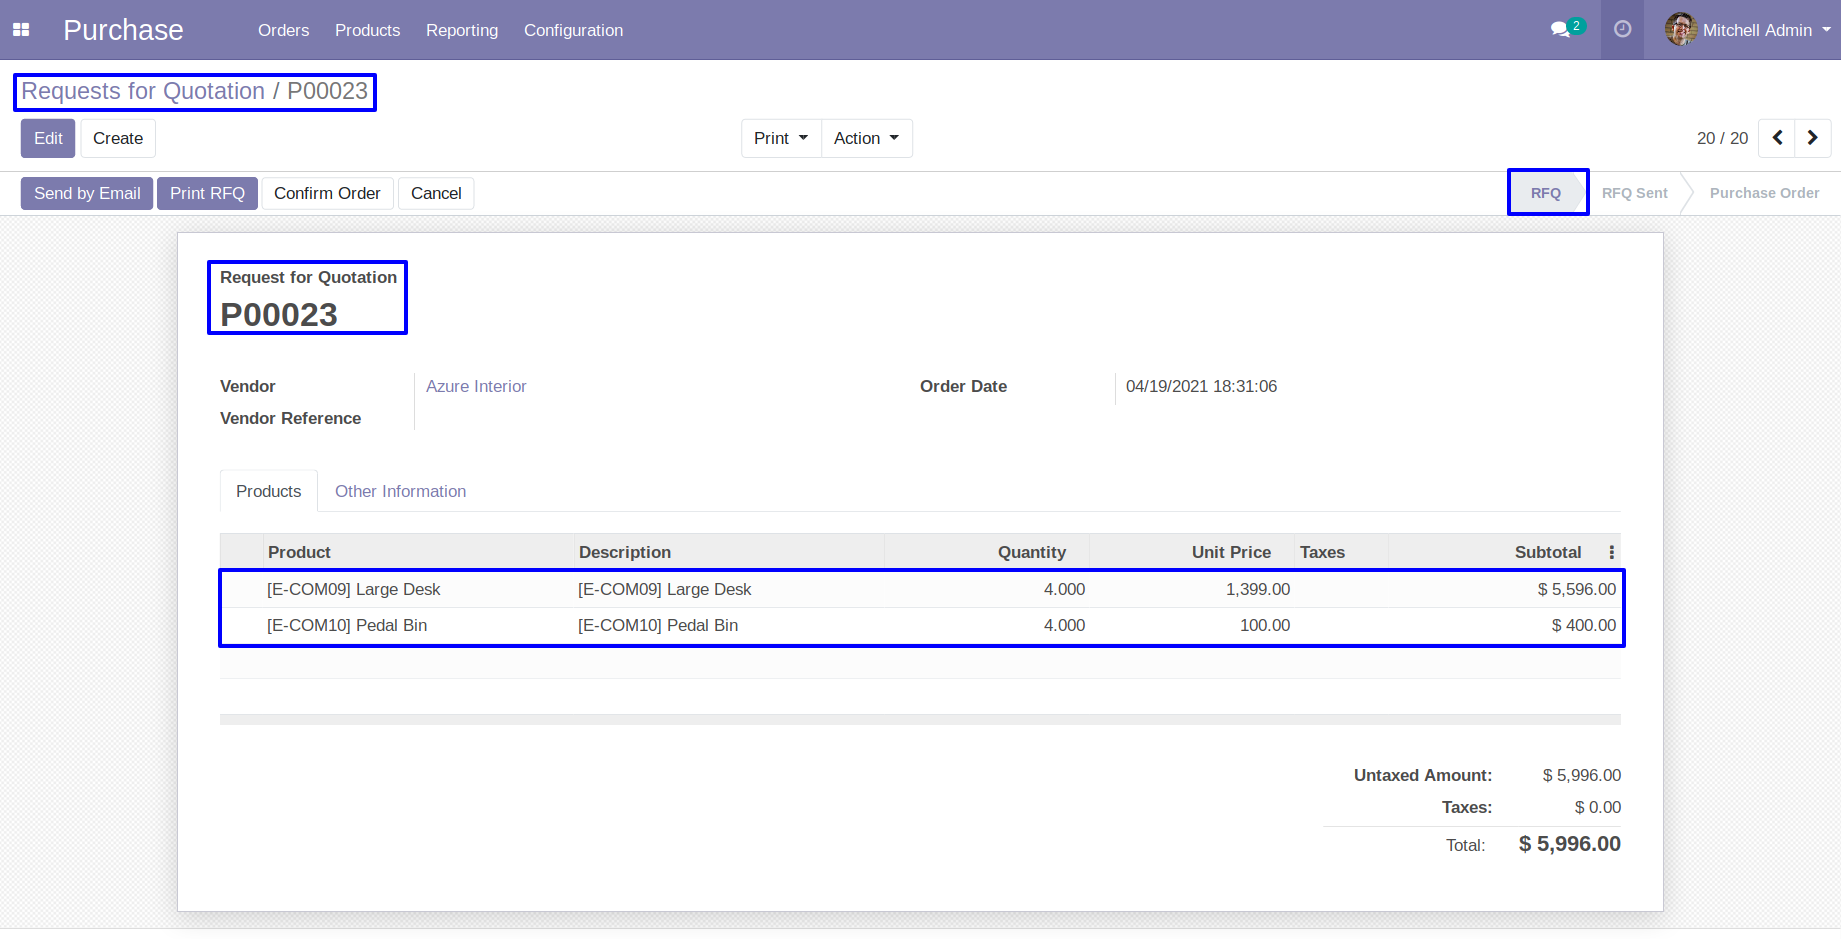 Purchase Orders Products Reporting Configuration 2 Mitchell Admin
Requests for Quotation / P00023
Edit Create Print Action 20 / 20
Send by Email Print RFQ Confirm Order Cancel RFQ RFQ Sent Purchase Order
Request for Quotation
P00023
Vendor Azure Interior Order Date 04/19/2021 18:31:06
Vendor Reference
Products Other Information
Product Description Quantity Unit Price Taxes Subtotal
[E-COM09] Large Desk [E-COM09] Large Desk 4.000 1,399.00 $ 5,596.00
[E-COM10] Pedal Bin [E-COM10] Pedal Bin 4.000 100.00 $ 400.00
Untaxed Amount: $ 5,996.00
Taxes: $ 0.00
Total: $ 5,996.00